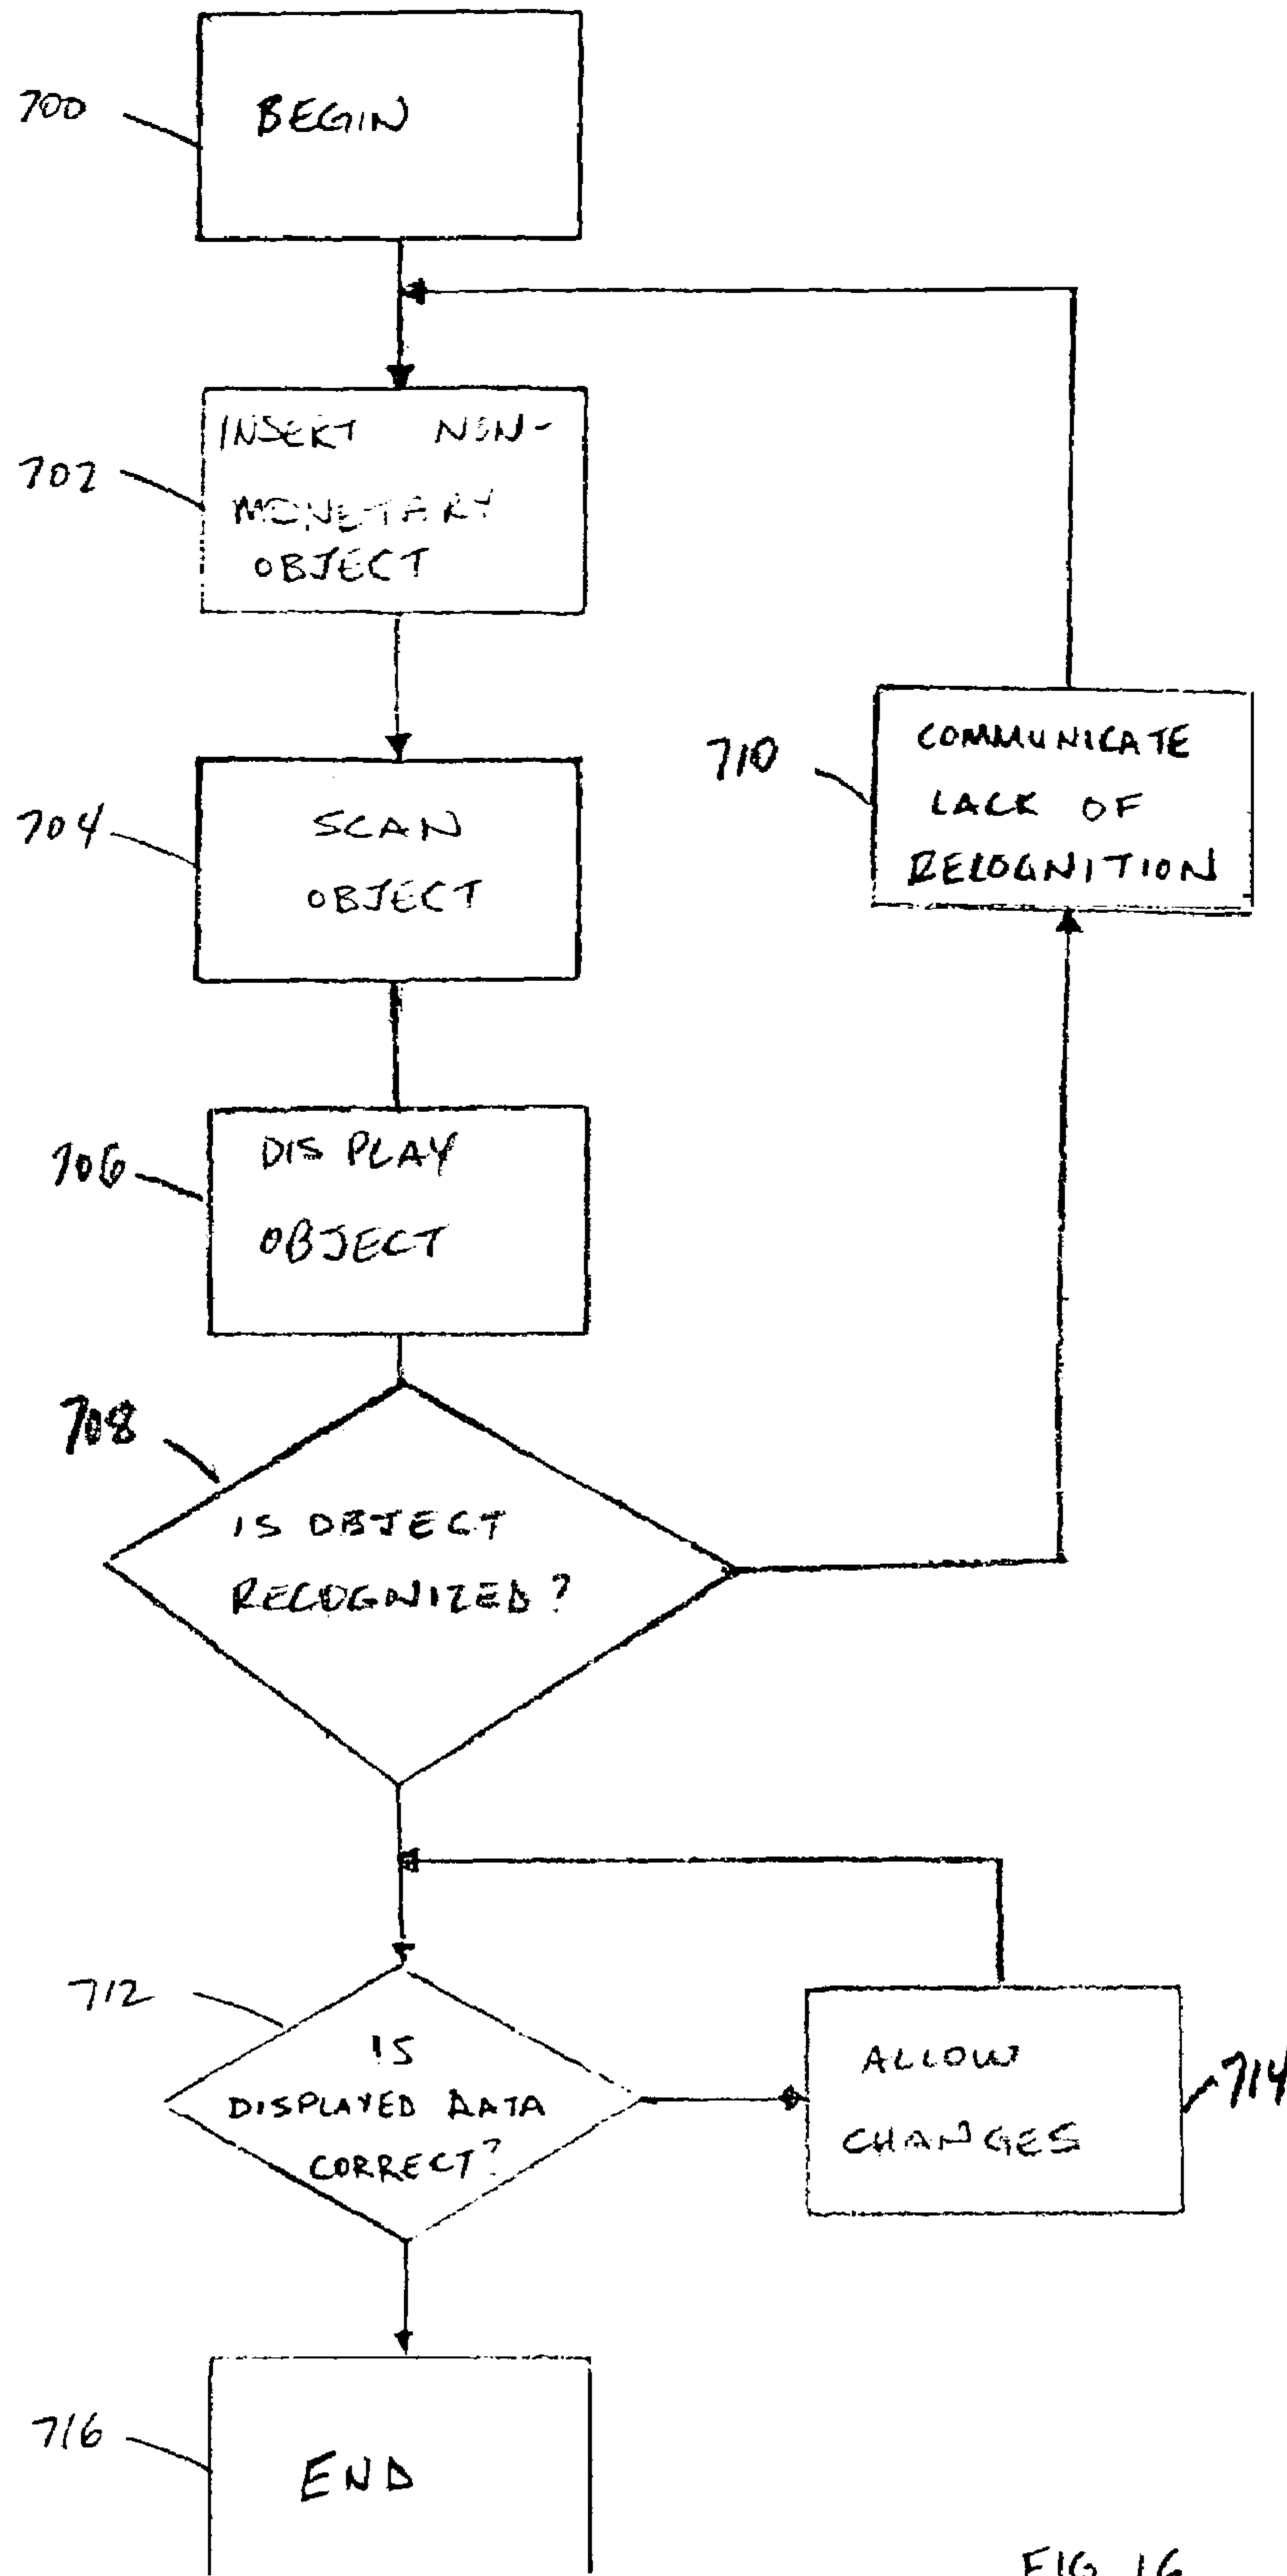 700
BEGIN
702
INSERT NON-
MONETARY
OBJECT
704
SCAN
OBJECT
710
COMMUNICATE
LACK OF
RECOGNITION
706
DISPLAY
OBJECT
708
IS OBJECT
RECOGNIZED?
712
IS
DISPLAYED DATA
CORRECT?
ALLOW
CHANGES
714
716
END
FIG. 16